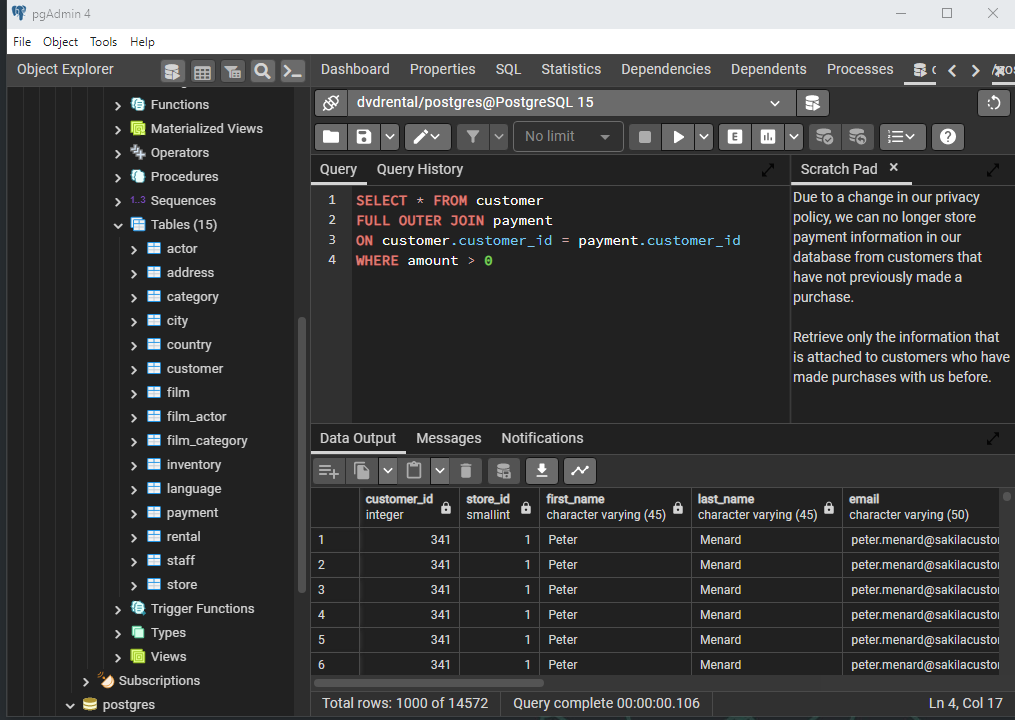 pgAdmin 4
File Object Tools Help
Object Explorer
Dashboard Properties SQL Statistics Dependencies Dependents Processes
dvdrental/postgres@PostgreSQL 15
No limit
E
Query Query History
Scratch Pad
1 SELECT * FROM customer
2 FULL OUTER JOIN payment
3 ON customer.customer_id = payment.customer_id
4 WHERE amount > 0
Due to a change in our privacy
policy, we can no longer store
payment information in our
database from customers that
have not previously made a
purchase.
Retrieve only the information that
is attached to customers who have
made purchases with us before.
Functions
Materialized Views
Operators
Procedures
1..3 Sequences
Tables (15)
actor
address
category
city
country
customer
film
film_actor
film_category
inventory
language
payment
rental
staff
store
Trigger Functions
Types
Views
Subscriptions
postgres
Data Output Messages Notifications
customer_id store_id first_name last_name email
integer smallint character varying (45) character varying (45) character varying (50)
1 341 1 Peter Menard peter.menard@sakilacusto
2 341 1 Peter Menard peter.menard@sakilacusto
3 341 1 Peter Menard peter.menard@sakilacusto
4 341 1 Peter Menard peter.menard@sakilacusto
5 341 1 Peter Menard peter.menard@sakilacusto
6 341 1 Peter Menard peter.menard@sakilacusto
Total rows: 1000 of 14572 Query complete 00:00:00.106 Ln 4, Col 17